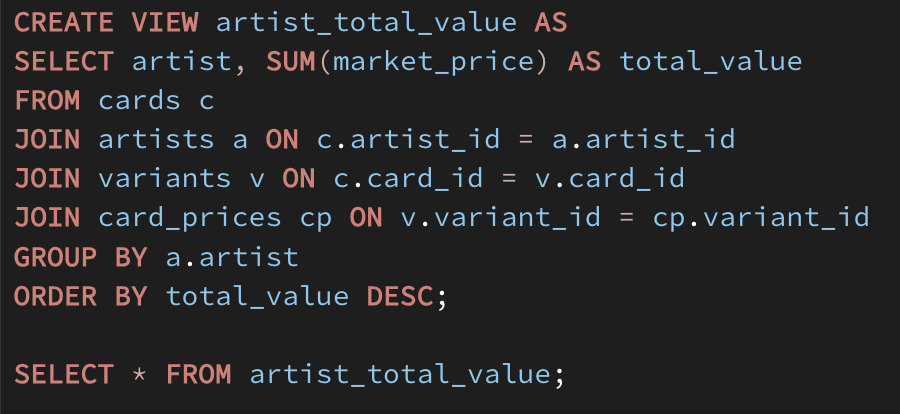 CREATE VIEW artist_total_value AS
SELECT artist, SUM(market_price) AS total_value
FROM cards c
JOIN artists a ON c.artist_id = a.artist_id
JOIN variants v ON c.card_id = v.card_id
JOIN card_prices cp ON v.variant_id = cp.variant_id
GROUP BY a.artist
ORDER BY total_value DESC;

SELECT * FROM artist_total_value;